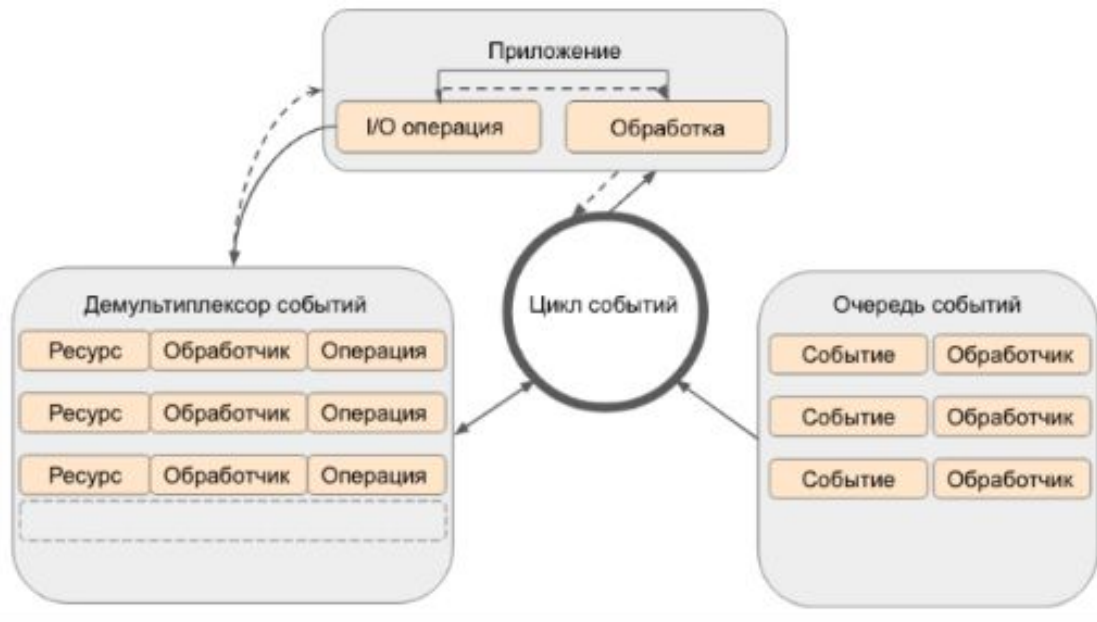 Приложение
I/O операция
Обработка
Демультиплексор событий
Ресурс Обработчик Операция
Ресурс Обработчик Операция
Ресурс Обработчик Операция
Цикл событий
Очередь событий
Событие Обработчик
Событие Обработчик
Событие Обработчик